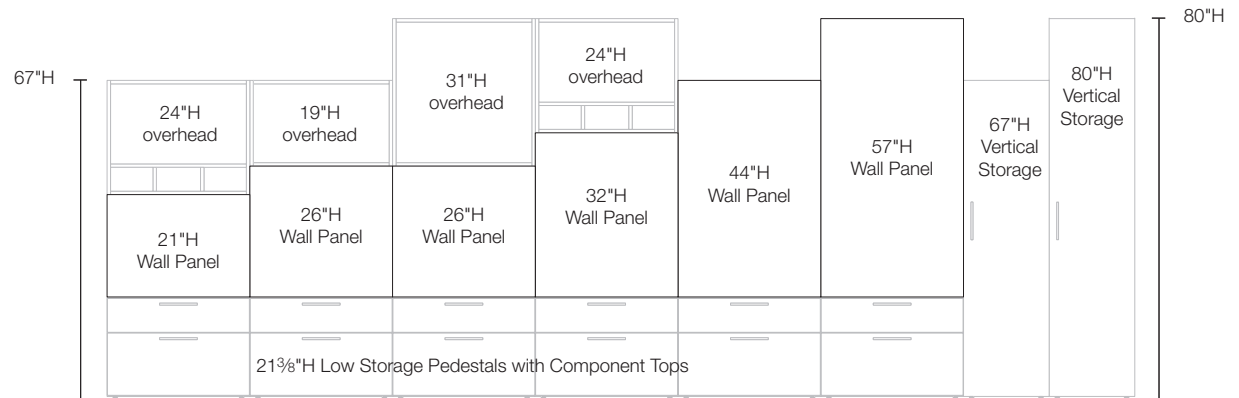 80"H
67"H
24"H
overhead
19"H
overhead
31"H
overhead
24"H
overhead
80"H
Vertical
Storage
67"H
Vertical
Storage
57"H
Wall Panel
44"H
Wall Panel
32"H
Wall Panel
26"H
Wall Panel
26"H
Wall Panel
21"H
Wall Panel
21⅜"H Low Storage Pedestals with Component Tops